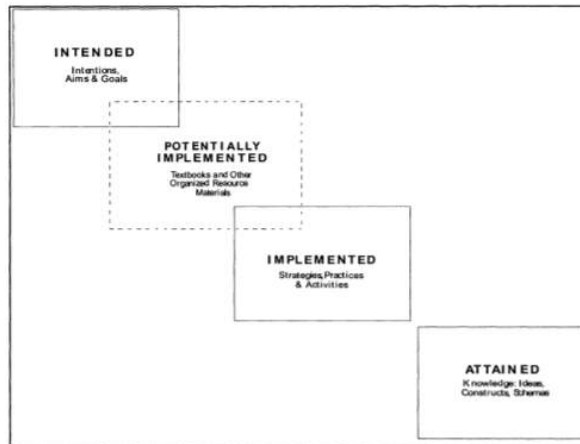 INTENDED
Intentions,
Aims & Goals
POTENTIALLY
IMPLEMENTED
Textbooks and Other
Organized Resource
Materials
IMPLEMENTED
Strategies, Practices
& Activities
ATTAINED
Knowledge: Ideas,
Constructs, Schemas